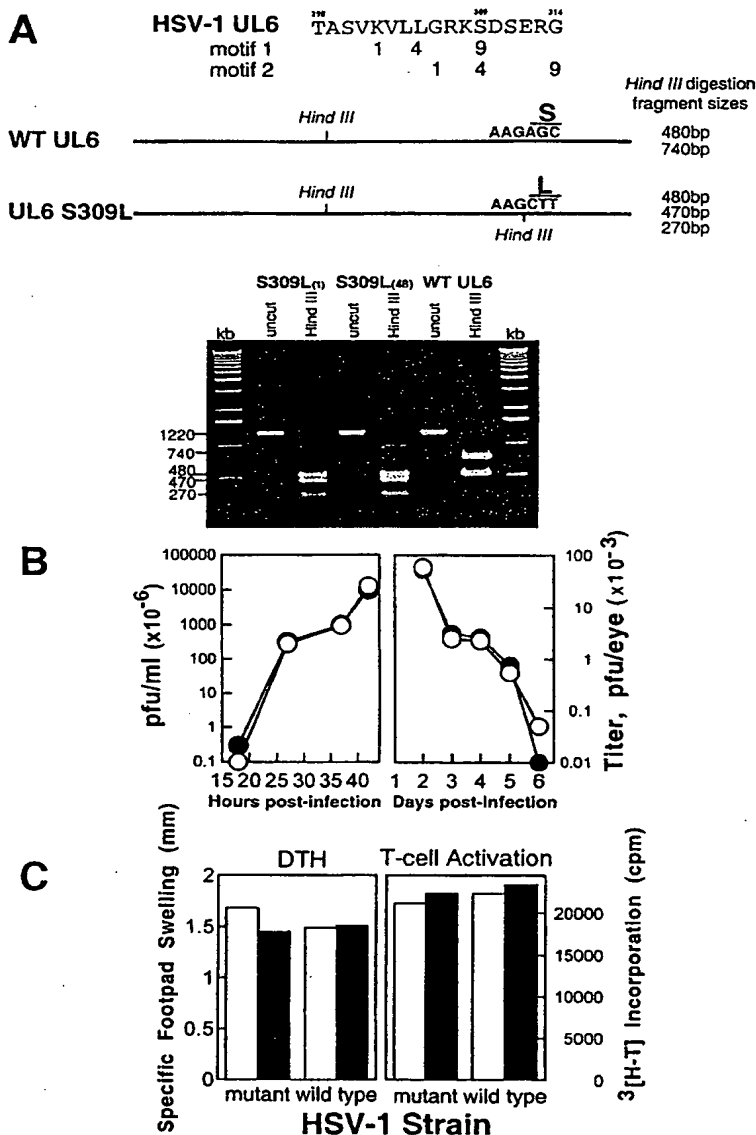 A
HSV-1 UL6
298 309 314
TASVKVLLGRKSDSERG
motif 1 1 4 9
motif 2 1 4 9
Hind III digestion
fragment sizes
WT UL6
Hind III
S
AAGAGC
480bp
740bp
UL6 S309L
Hind III
L
AAGCTT
Hind III
480bp
470bp
270bp
S309L(1) S309L(48) WT UL6
kb uncut Hind III uncut Hind III uncut Hind III kb
1220
740
480
470
270
B
pfu/ml (x10-6)
100000
10000
1000
100
10
1
0.1
15 20 25 30 35 40
Hours post-infection
100
10
1
0.1
0.01
Titer, pfu/eye (x10-3)
1 2 3 4 5 6
Days post-Infection
C
DTH
Specific Footpad Swelling (mm)
2
1.5
1
0.5
0
mutant wild type
T-cell Activation
20000
15000
10000
5000
0
3[H-T] Incorporation (cpm)
mutant wild type
HSV-1 Strain